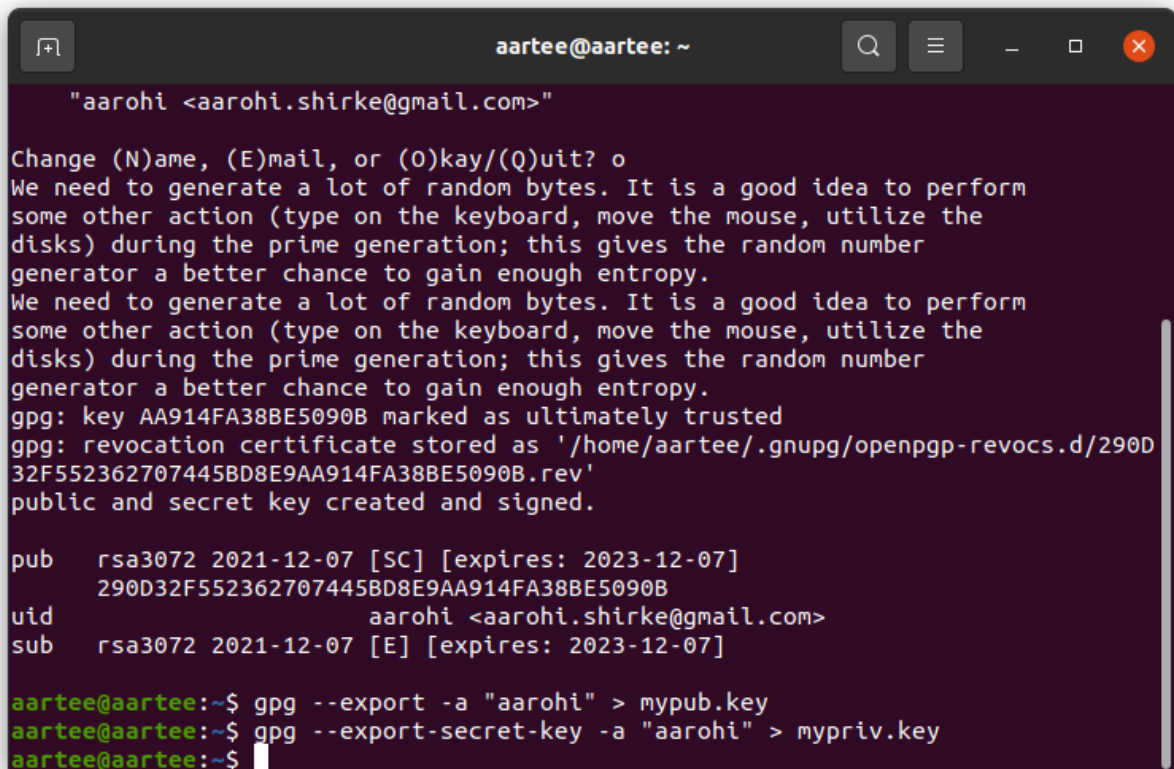 aartee@aartee: ~
"aarohi <aarohi.shirke@gmail.com>"
Change (N)ame, (E)mail, or (O)kay/(Q)uit? o
We need to generate a lot of random bytes. It is a good idea to perform
some other action (type on the keyboard, move the mouse, utilize the
disks) during the prime generation; this gives the random number
generator a better chance to gain enough entropy.
We need to generate a lot of random bytes. It is a good idea to perform
some other action (type on the keyboard, move the mouse, utilize the
disks) during the prime generation; this gives the random number
generator a better chance to gain enough entropy.
gpg: key AA914FA38BE5090B marked as ultimately trusted
gpg: revocation certificate stored as '/home/aartee/.gnupg/openpgp-revocs.d/290D
32F552362707445BD8E9AA914FA38BE5090B.rev'
public and secret key created and signed.
pub   rsa3072 2021-12-07 [SC] [expires: 2023-12-07]
      290D32F552362707445BD8E9AA914FA38BE5090B
uid                      aarohi <aarohi.shirke@gmail.com>
sub   rsa3072 2021-12-07 [E] [expires: 2023-12-07]
aartee@aartee:~$ gpg --export -a "aarohi" > mypub.key
aartee@aartee:~$ gpg --export-secret-key -a "aarohi" > mypriv.key
aartee@aartee:~$